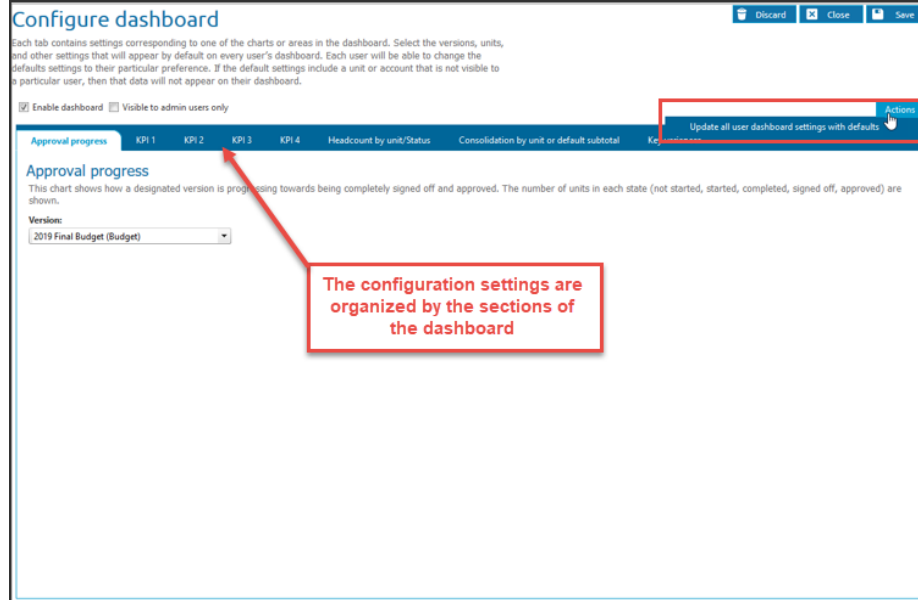 Configure dashboard
Discard
Close
Save
Each tab contains settings corresponding to one of the charts or areas in the dashboard. Select the versions, units,
and other settings that will appear by default on every user's dashboard. Each user will be able to change the
defaults settings to their particular preference. If the default settings include a unit or account that is not visible to
a particular user, then that data will not appear on their dashboard.
Enable dashboard
Visible to admin users only
Actions
Update all user dashboard settings with defaults
Approval progress
KPI 1
KPI 2
KPI 3
KPI 4
Headcount by unit/Status
Consolidation by unit or default subtotal
Approval progress
This chart shows how a designated version is progressing towards being completely signed off and approved. The number of units in each state (not started, started, completed, signed off, approved) are
shown.
Version:
2019 Final Budget (Budget)
The configuration settings are
organized by the sections of
the dashboard